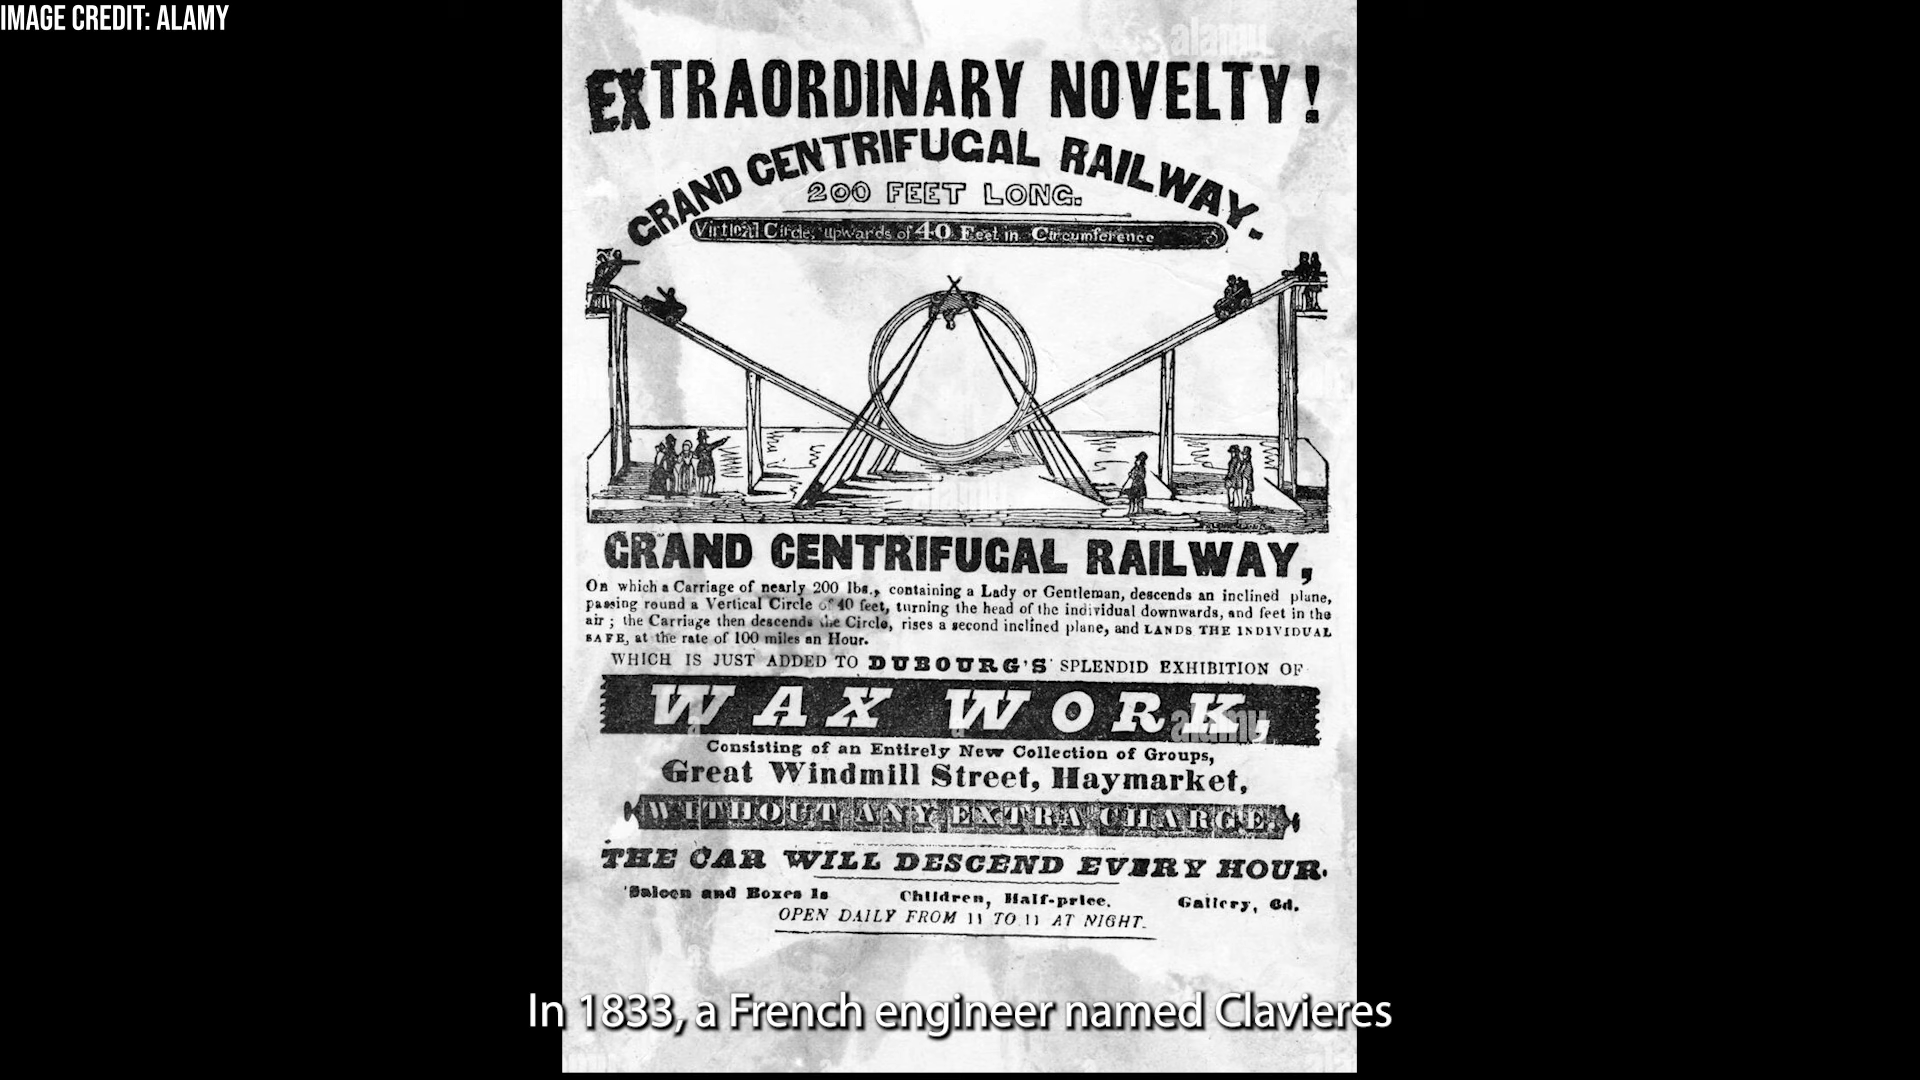 IMAGE CREDIT: ALAMY
alamy
EXTRAORDINARY NOVELTY!
GRAND CENTRIFUGAL RAILWAY.
200 FEET LONG.
Virtical Circle, upwards of 40 Feet in Circumference
alamy
GRAND CENTRIFUGAL RAILWAY,
On which a Carriage of nearly 200 lbs., containing a Lady or Gentleman, descends an inclined plane,
passing round a Vertical Circle of 40 feet, turning the head of the individual downwards, and feet in the
air; the Carriage then descends the Circle, rises a second inclined plane, and LANDS THE INDIVIDUAL
SAFE, at the rate of 100 miles an Hour.
WHICH IS JUST ADDED TO DUBOURG'S SPLENDID EXHIBITION OF
WAX WORK,
alamy
Consisting of an Entirely New Collection of Groups,
Great Windmill Street, Haymarket,
WITHOUT ANY EXTRA CHARGE.
THE CAR WILL DESCEND EVERY HOUR.
Saloon and Boxes 1s Children, Half-price. Gallery, 6d.
OPEN DAILY FROM 11 TO 11 AT NIGHT.
In 1833, a French engineer named Clavieres